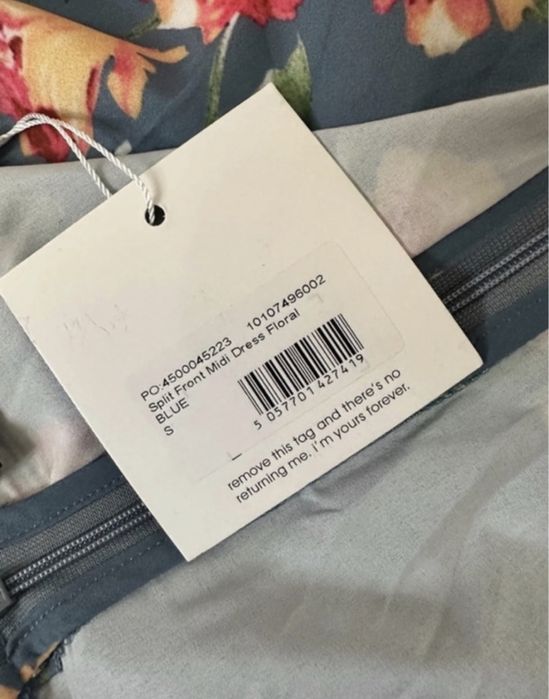 PO:4500045223 10107496002
Split Front Midi Dress Floral
BLUE
S
5 057701 427419
remove this tag and there's no
returning me. i'm yours forever.